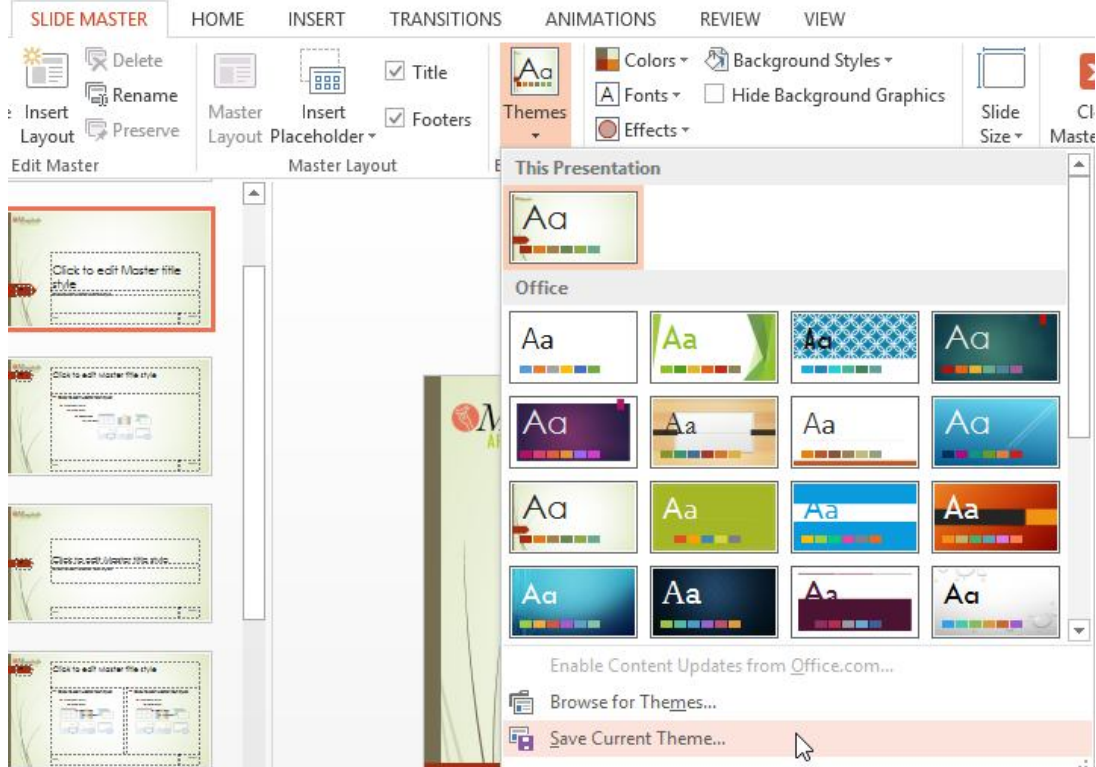 SLIDE MASTER HOME INSERT TRANSITIONS ANIMATIONS REVIEW VIEW
Delete
Rename
Preserve
Insert
Layout
Edit Master
Master
Layout
Insert
Placeholder
Title
Footers
Master Layout
Aa
Themes
Colors
A Fonts
Effects
Background Styles
Hide Background Graphics
Slide
Size
This Presentation
Aa
Office
Aa Aa Aa Aa
Aa Aa Aa Aa
Aa Aa Aa Aa
Aa Aa Aa Aa
Enable Content Updates from Office.com...
Browse for Themes...
Save Current Theme...
Click to edit Master title
style
Click to edit Master title style
Click to edit Master title style
Click to edit Master title style